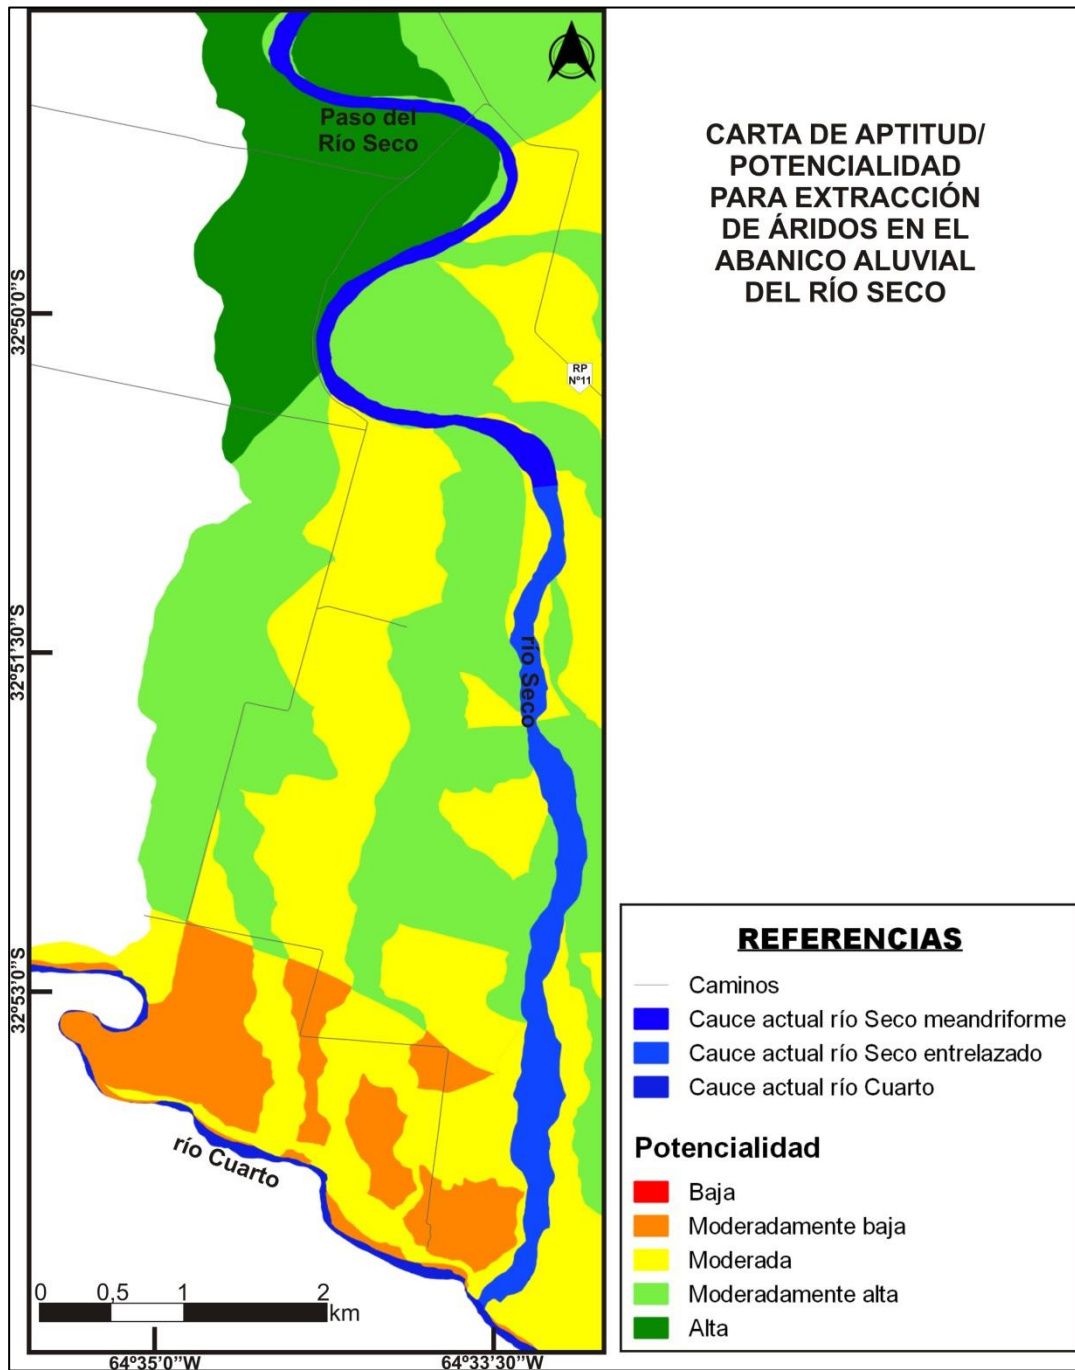 CARTA DE APTITUD/
POTENCIALIDAD
PARA EXTRACCIÓN
DE ÁRIDOS EN EL
ABANICO ALUVIAL
DEL RÍO SECO
Paso del
Río Seco
32º50'0''S
RP
Nº11
32º51'30''S
río Seco
32º53'0''S
río Cuarto
0 0,5 1 2
km
64º35'0''W
64º33'30''W
REFERENCIAS
Caminos
Cauce actual río Seco meandriforme
Cauce actual río Seco entrelazado
Cauce actual río Cuarto
Potencialidad
Baja
Moderadamente baja
Moderada
Moderadamente alta
Alta